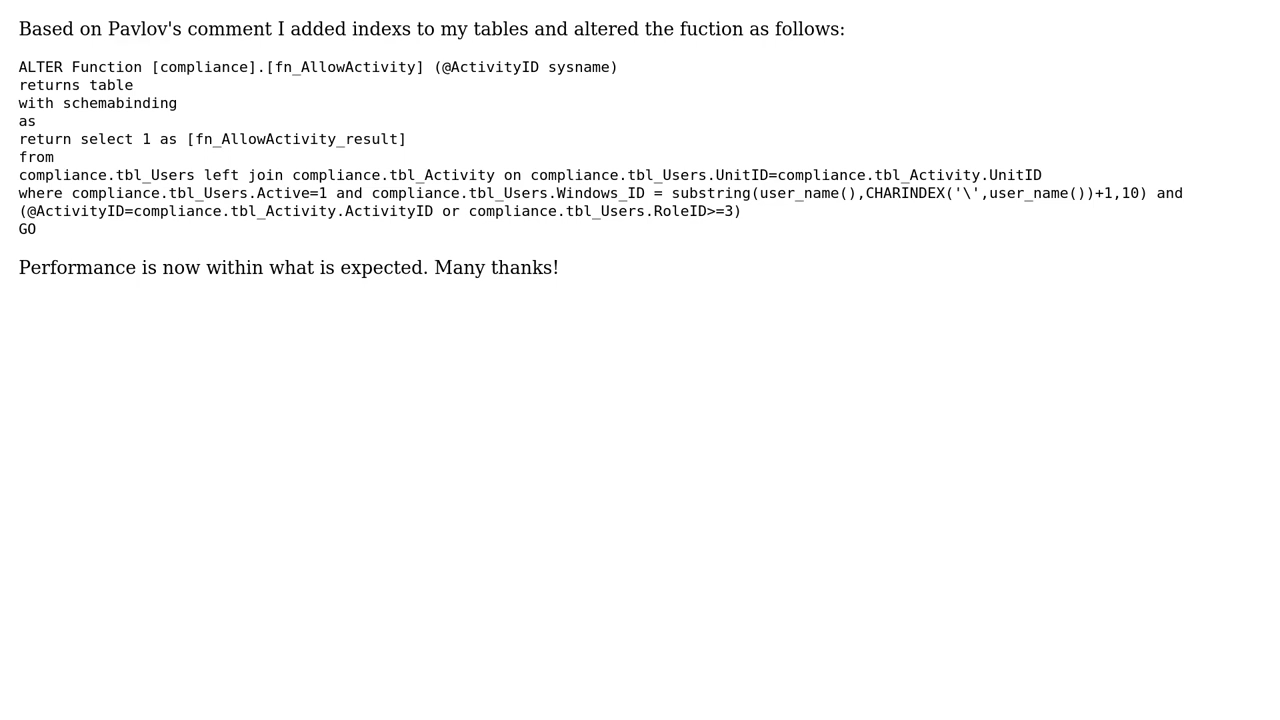 Based on Pavlov's comment I added indexs to my tables and altered the fuction as follows:
ALTER Function [compliance].[fn_AllowActivity] (@ActivityID sysname)
returns table
with schemabinding
as
return select 1 as [fn_AllowActivity_result]
from
compliance.tbl_Users left join compliance.tbl_Activity on compliance.tbl_Users.UnitID=compliance.tbl_Activity.UnitID
where compliance.tbl_Users.Active=1 and compliance.tbl_Users.Windows_ID = substring(user_name(),CHARINDEX('\',user_name())+1,10) and
(@ActivityID=compliance.tbl_Activity.ActivityID or compliance.tbl_Users.RoleID>=3)
GO
Performance is now within what is expected. Many thanks!